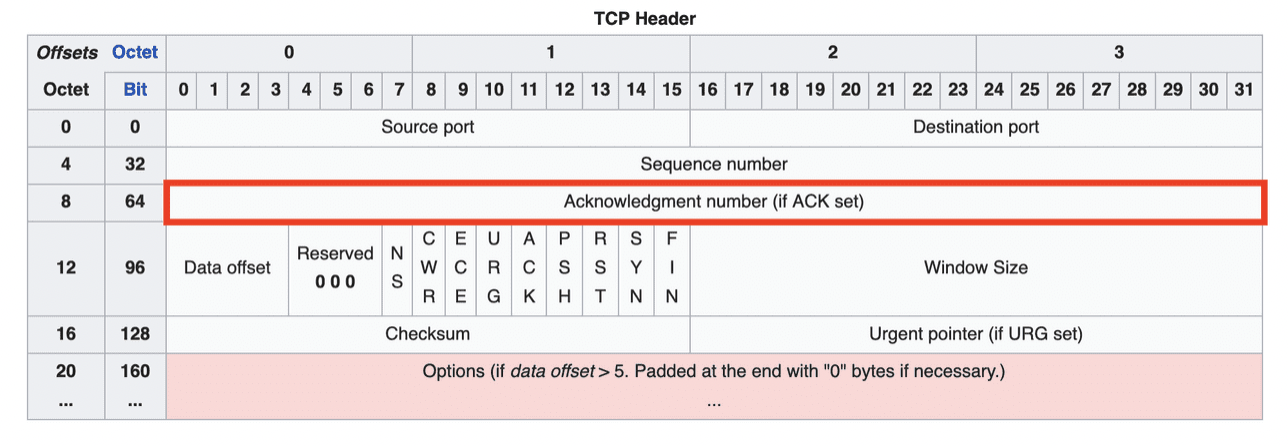 TCP Header
Offsets Octet 0 1 2 3
Octet Bit 0 1 2 3 4 5 6 7 8 9 10 11 12 13 14 15 16 17 18 19 20 21 22 23 24 25 26 27 28 29 30 31
0 0 Source port Destination port
4 32 Sequence number
8 64 Acknowledgment number (if ACK set)
12 96 Data offset Reserved 0 0 0 NS CWR ECE URG ACK PSH RST SYN FIN Window Size
16 128 Checksum Urgent pointer (if URG set)
20 160 Options (if data offset > 5. Padded at the end with "0" bytes if necessary.)
... ... ...